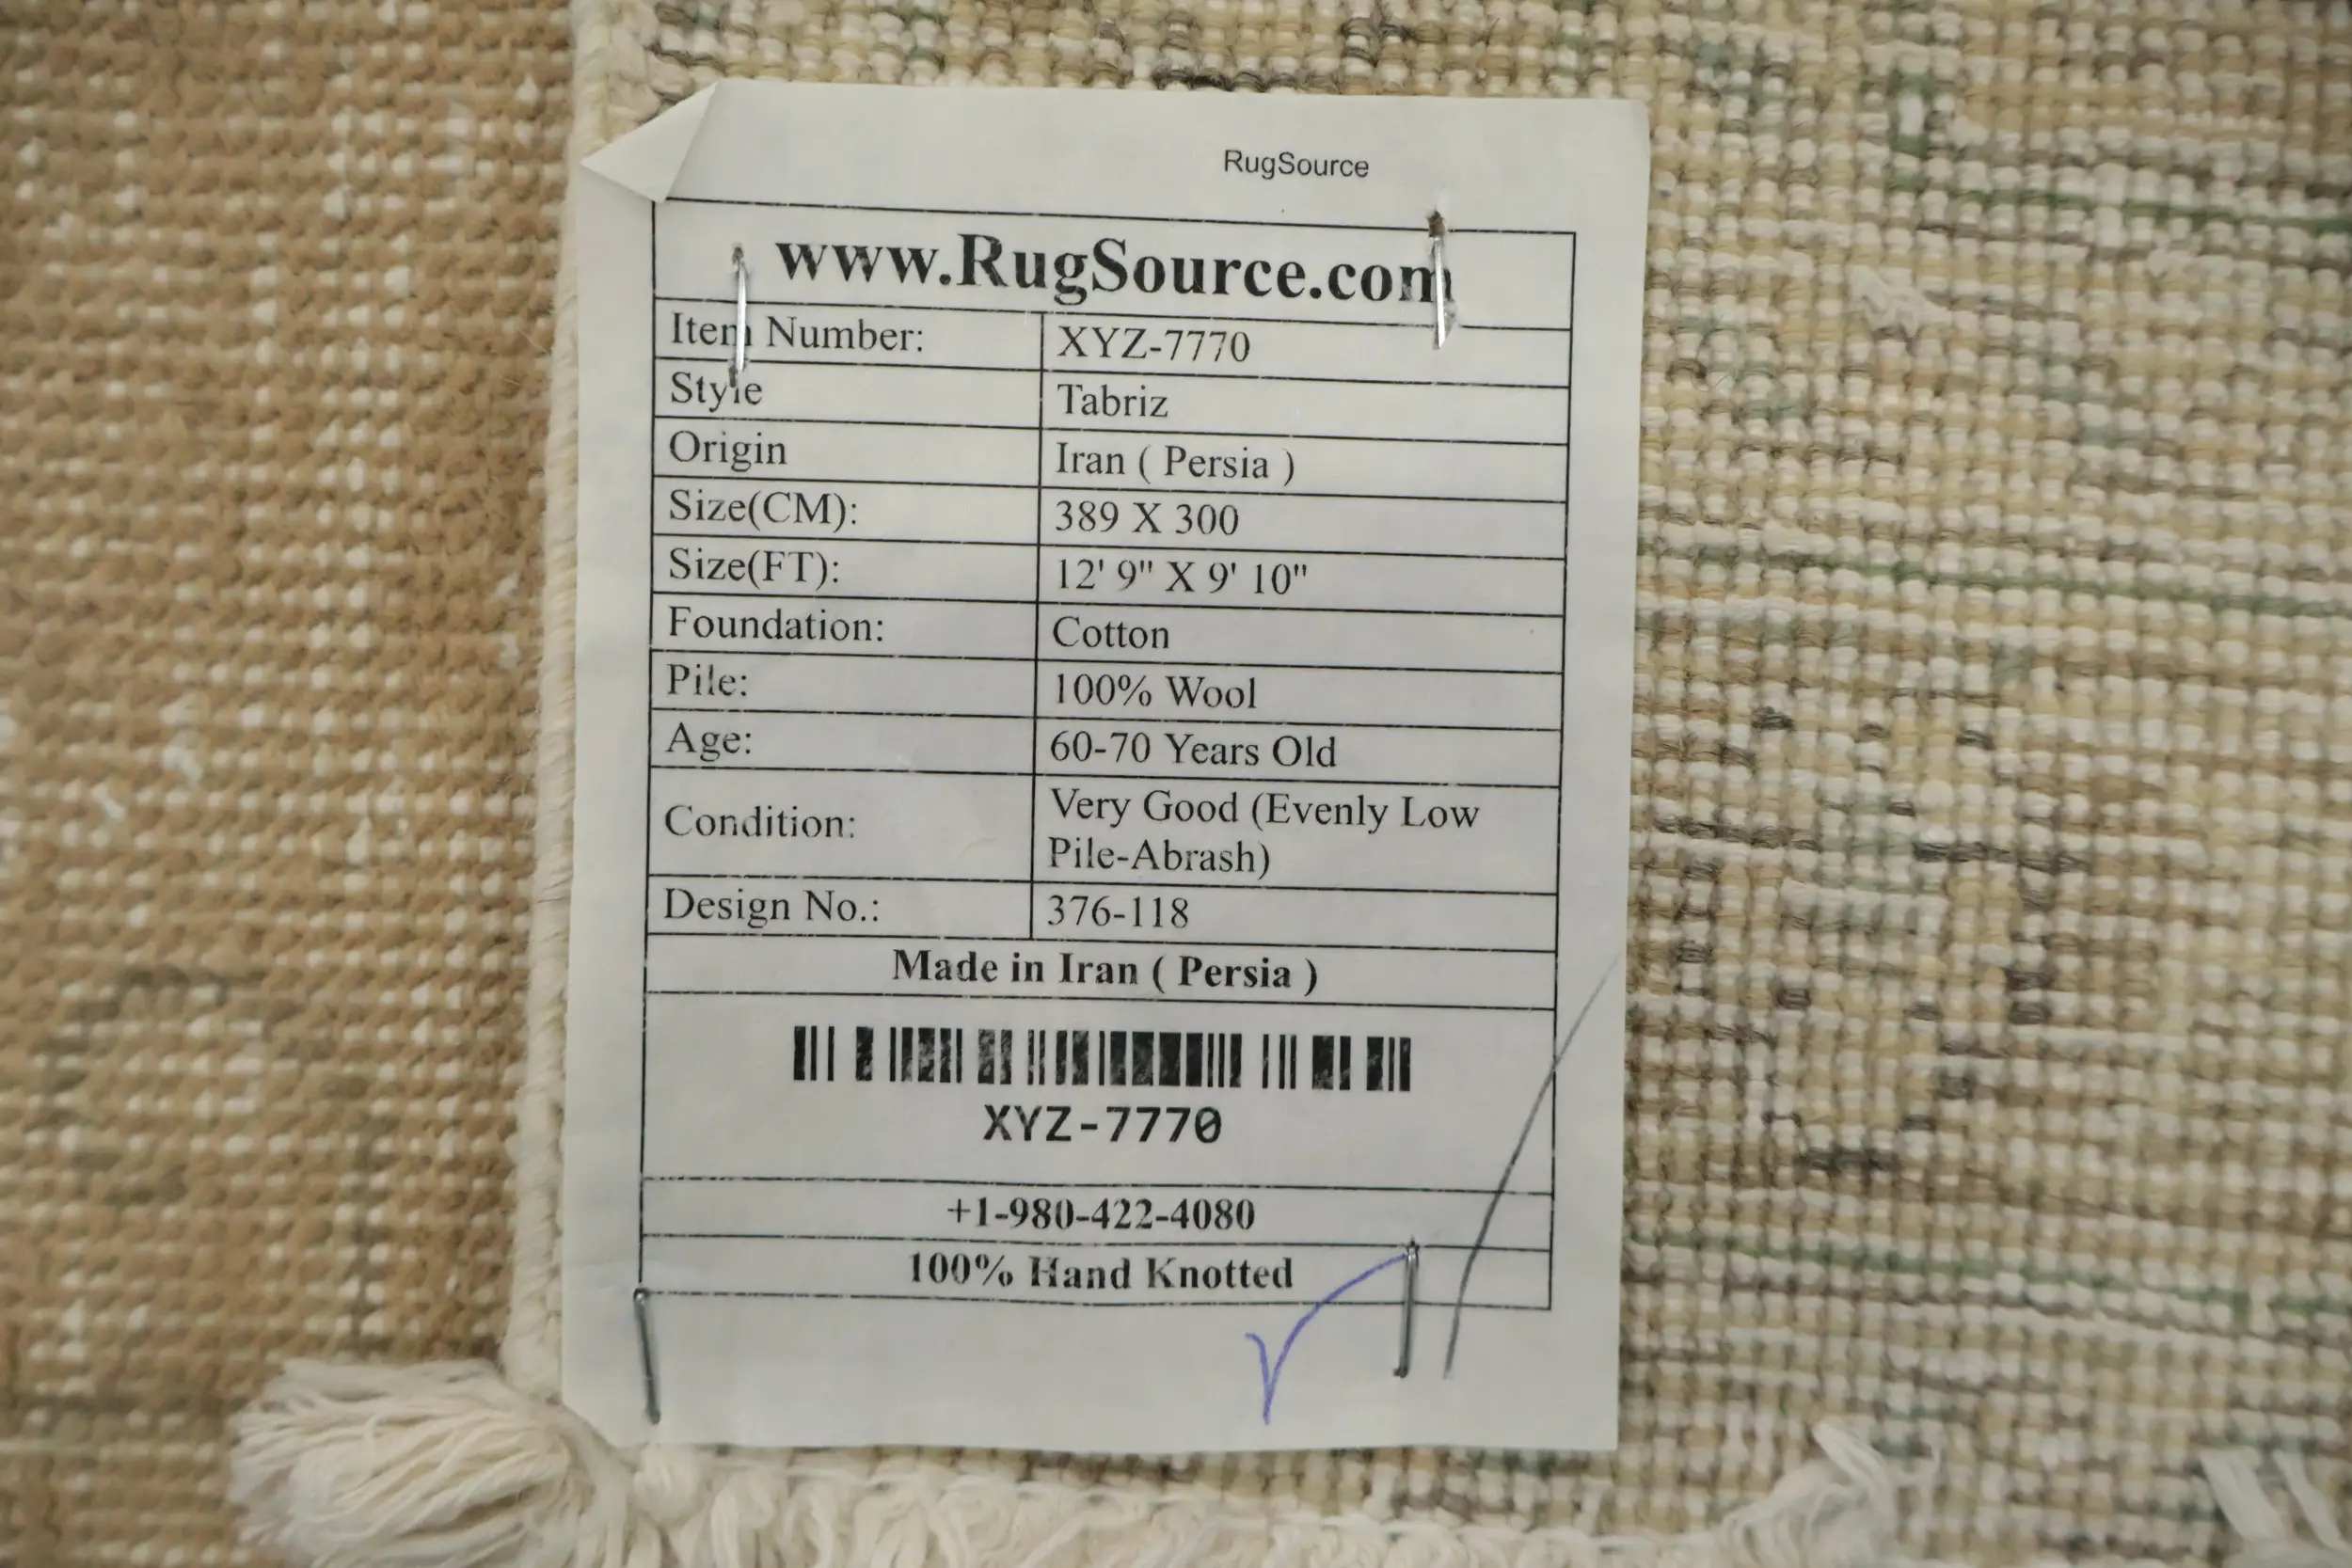 RugSource
www.RugSource.com
Item Number: XYZ-7770
Style Tabriz
Origin Iran ( Persia )
Size(CM): 389 X 300
Size(FT): 12' 9" X 9' 10"
Foundation: Cotton
Pile: 100% Wool
Age: 60-70 Years Old
Condition: Very Good (Evenly Low
Pile-Abrash)
Design No.: 376-118
Made in Iran ( Persia )
XYZ-7770
+1-980-422-4080
100% Hand Knotted